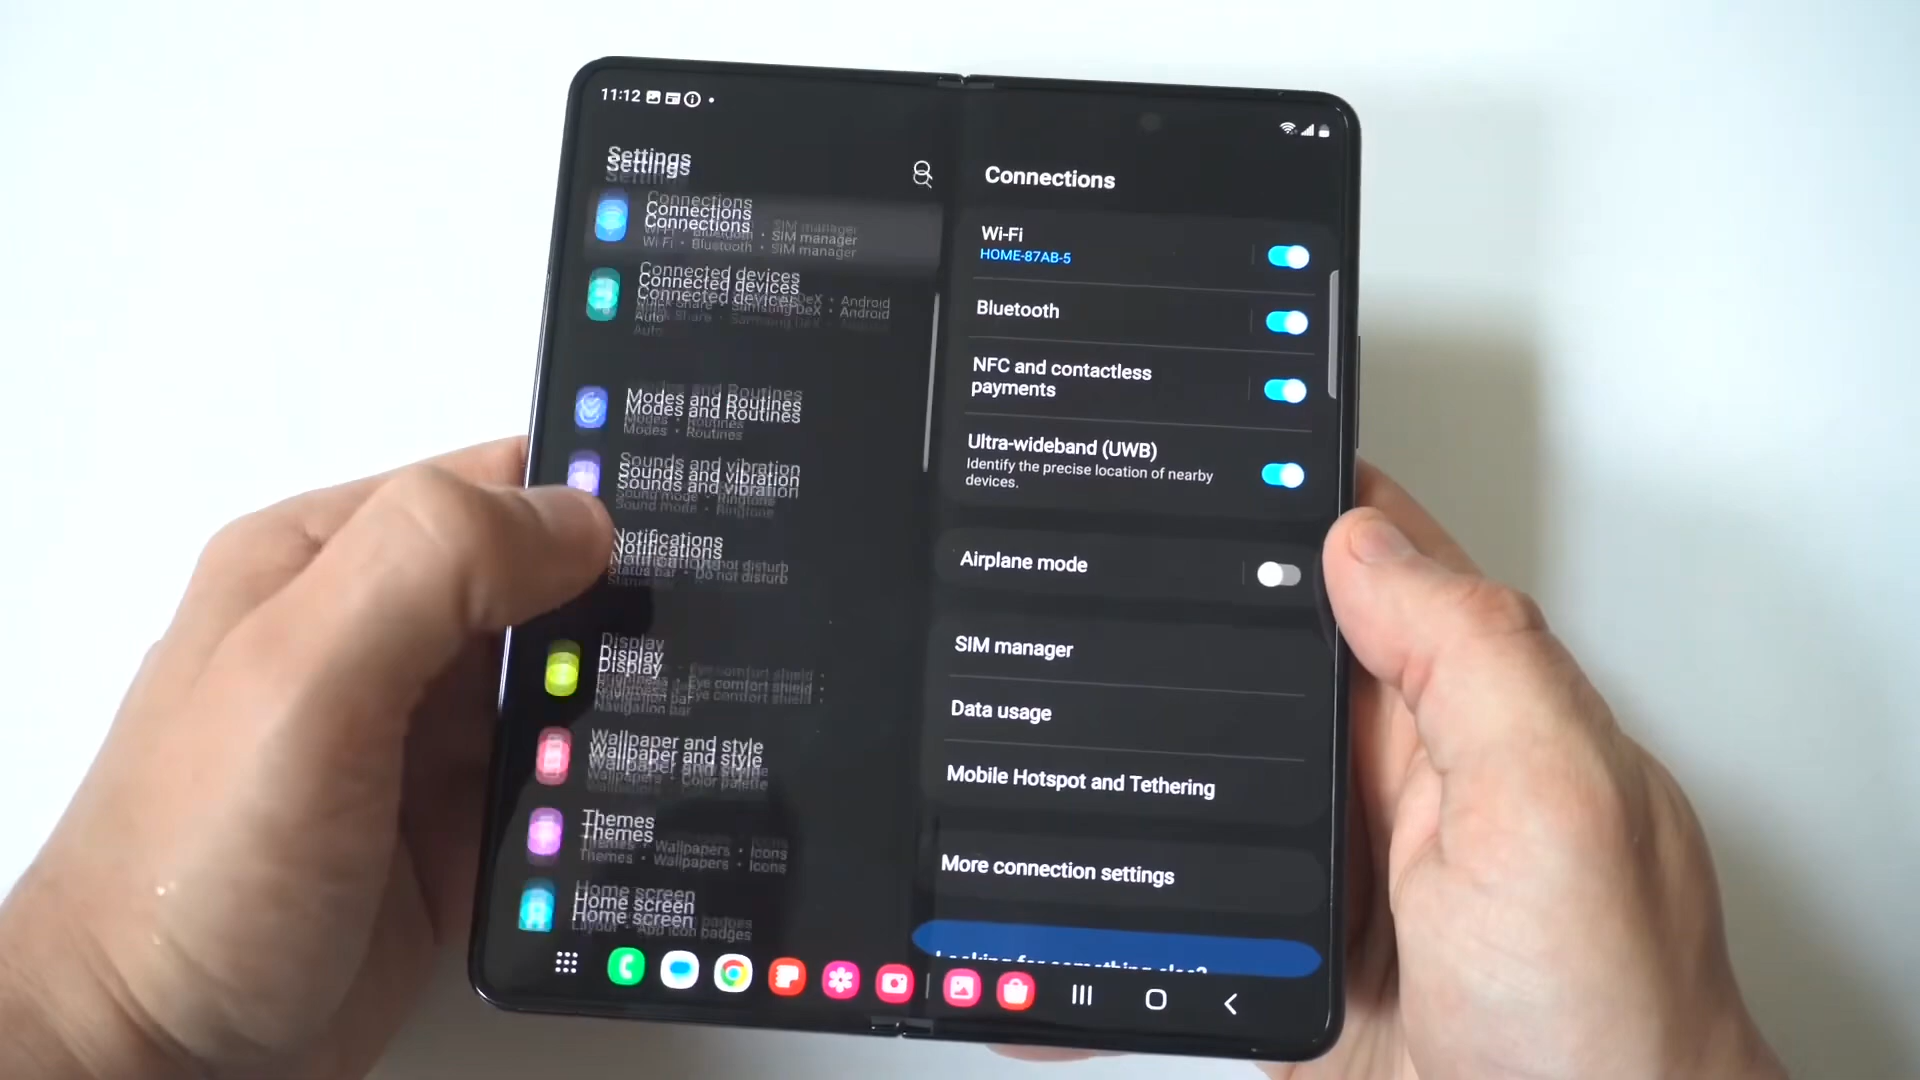 11:12
Settings
Connections
Wi-Fi • Bluetooth • SIM manager
Connected devices
Quick Share • Samsung DeX • Android
Auto
Modes and Routines
Modes • Routines
Sounds and vibration
Sound mode • Ringtone
Notifications
Status bar • Do not disturb
Display
Brightness • Eye comfort shield •
Navigation bar
Wallpaper and style
Wallpapers • Color palette
Themes
Themes • Wallpapers • Icons
Home screen
Layout • App icon badges
Connections
Wi-Fi
HOME-87AB-5
Bluetooth
NFC and contactless
payments
Ultra-wideband (UWB)
Identify the precise location of nearby
devices.
Airplane mode
SIM manager
Data usage
Mobile Hotspot and Tethering
More connection settings
Looking for something else?